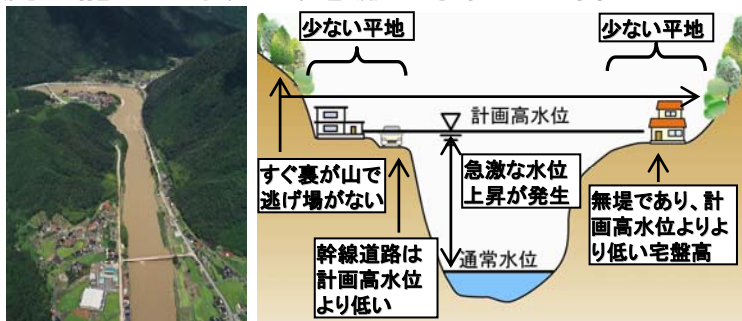 少ない平地
少ない平地
計画高水位
すぐ裏が山で
逃げ場がない
急激な水位
上昇が発生
無堤であり、計
画高水位よりよ
り低い宅盤高
幹線道路は
計画高水位
より低い
通常水位